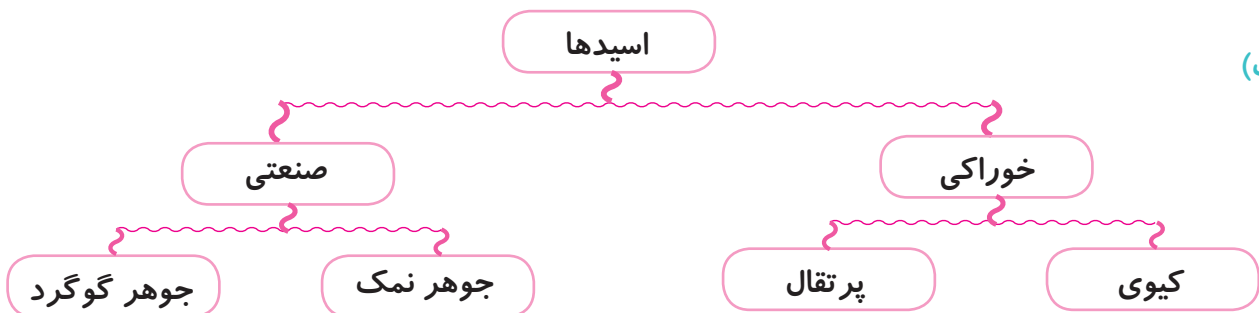 اسیدها
خوراکی
صنعتی
کیوی
پرتقال
جوهر نمک
جوهر گوگرد